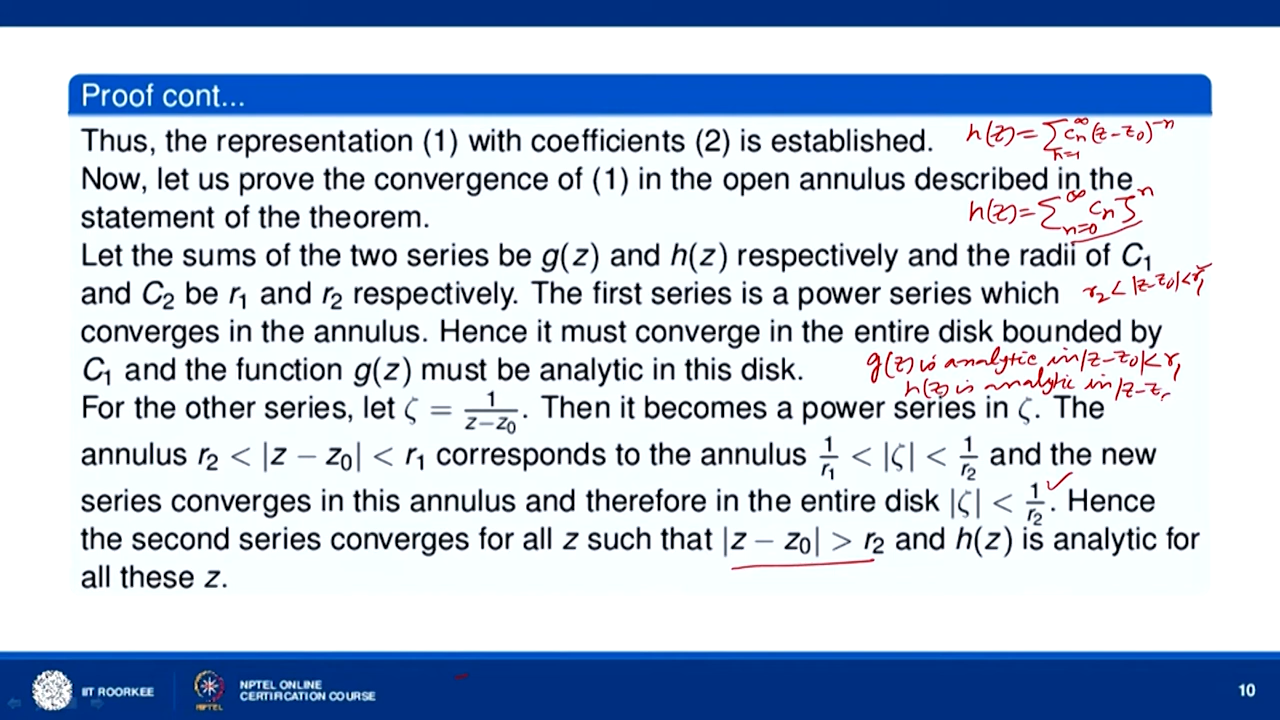 Proof cont...
Thus, the representation (1) with coefficients (2) is established.
h(z) = ∑_{n=1}^{∞} c_n (z-z_0)^{-n}
Now, let us prove the convergence of (1) in the open annulus described in the
statement of the theorem.
h(z) = ∑_{n=0}^{∞} c_n ζ^n
Let the sums of the two series be g(z) and h(z) respectively and the radii of C₁
and C₂ be r₁ and r₂ respectively. The first series is a power series which
r₂ < |z-z₀| < r₁
converges in the annulus. Hence it must converge in the entire disk bounded by
C₁ and the function g(z) must be analytic in this disk.
g(z) is analytic in |z-z₀| < r₁
h(z) is analytic in |z-z₀
For the other series, let ζ = 1/(z−z₀). Then it becomes a power series in ζ. The
annulus r₂ < |z − z₀| < r₁ corresponds to the annulus 1/r₁ < |ζ| < 1/r₂ and the new
series converges in this annulus and therefore in the entire disk |ζ| < 1/r₂. Hence
the second series converges for all z such that |z − z₀| > r₂ and h(z) is analytic for
all these z.
IIT ROORKEE
NPTEL
NPTEL ONLINE
CERTIFICATION COURSE
10